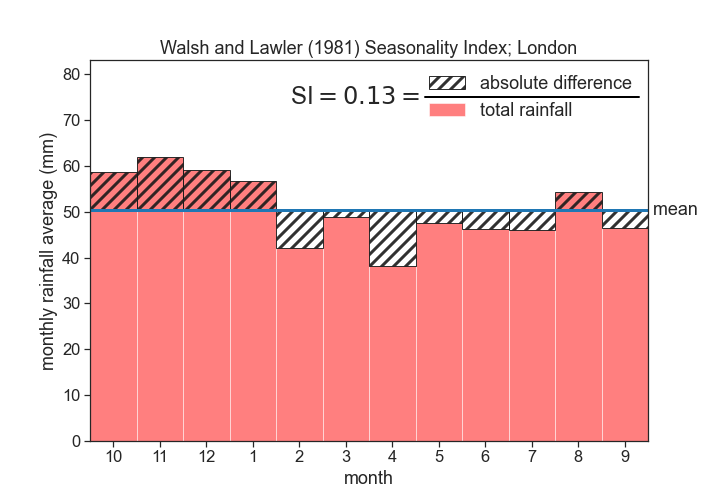 Walsh and Lawler (1981) Seasonality Index; London
SI = 0.13 =
absolute difference
total rainfall
monthly rainfall average (mm)
80
70
60
50
40
30
20
10
0
mean
10 11 12 1 2 3 4 5 6 7 8 9
month